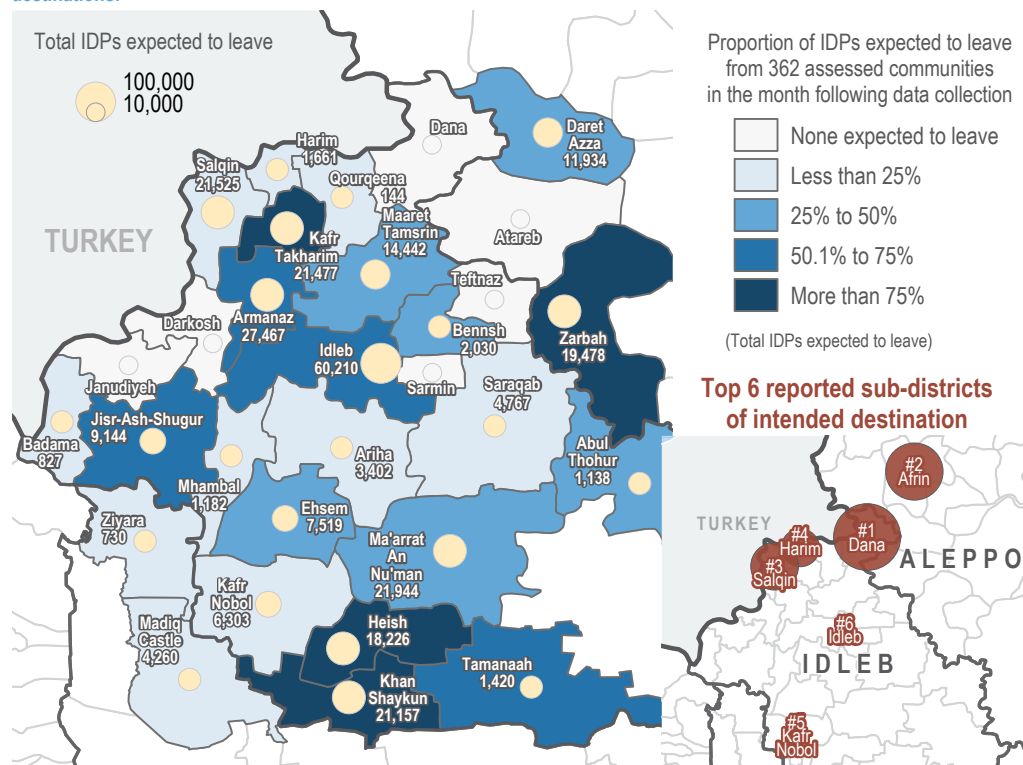 destinations.
Total IDPs expected to leave
100,000
10,000
Harim
1,661
Salqin
21,525
Qourqeena
144
Dana
Daret
Azza
11,934
Maaret
Tamsrin
14,442
Atareb
TURKEY
Kafr
Takharim
21,477
Teftnaz
Armanaz
27,467
Darkosh
Bennsh
2,030
Zarbah
19,478
Idleb
60,210
Janudiyeh
Sarmin
Saraqab
4,767
Jisr-Ash-Shugur
9,144
Badama
827
Ariha
3,402
Abul
Thohur
1,138
Mhambal
1,182
Ziyara
730
Ehsem
7,519
Ma'arrat
An
Nu'man
21,944
Kafr
Nobol
6,303
Madiq
Castle
4,260
Heish
18,226
Tamanaah
1,420
Khan
Shaykun
21,157
Proportion of IDPs expected to leave
from 362 assessed communities
in the month following data collection
None expected to leave
Less than 25%
25% to 50%
50.1% to 75%
More than 75%
(Total IDPs expected to leave)
Top 6 reported sub-districts
of intended destination
#2
Afrin
TURKEY
#1
Dana
#4
Harim
#3
Salqin
ALEPPO
#6
Idleb
IDLEB
#5
Kafr
Nobol